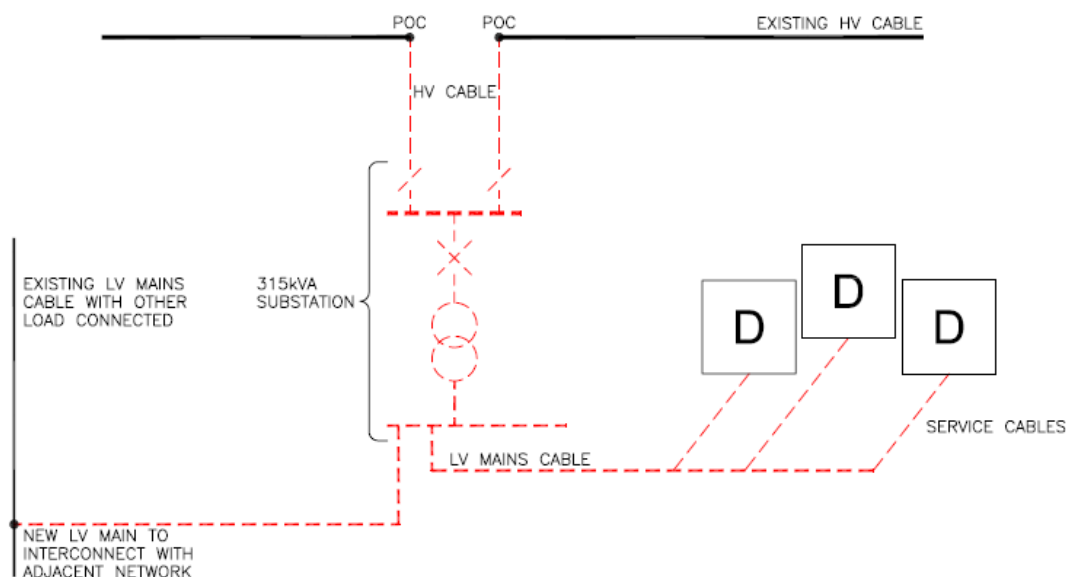 POC
POC
EXISTING HV CABLE
HV CABLE
EXISTING LV MAINS
CABLE WITH OTHER
LOAD CONNECTED
315kVA
SUBSTATION
D
D
D
SERVICE CABLES
LV MAINS CABLE
NEW LV MAIN TO
INTERCONNECT WITH
ADJACENT NETWORK